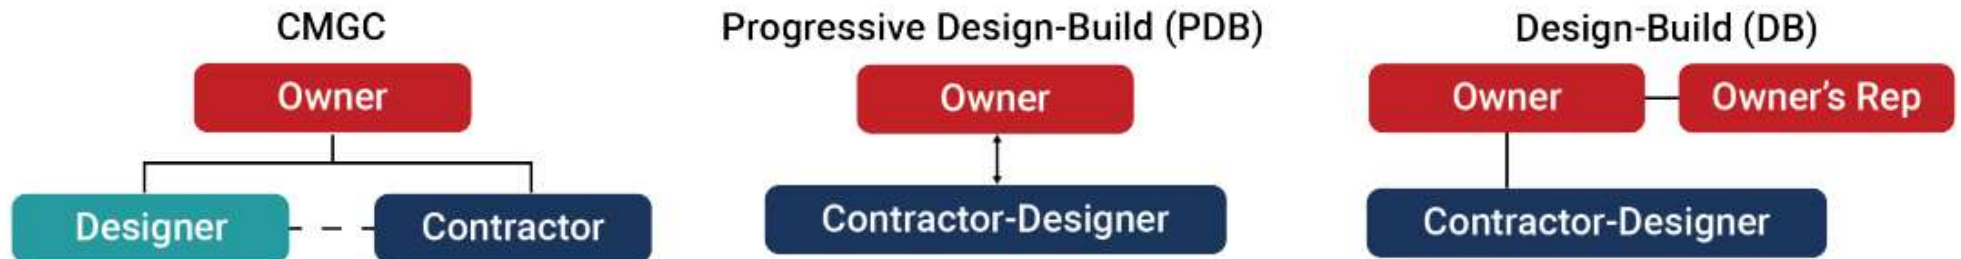 CMGC
Owner
Designer
Contractor
Progressive Design-Build (PDB)
Owner
Contractor-Designer
Design-Build (DB)
Owner
Owner’s Rep
Contractor-Designer